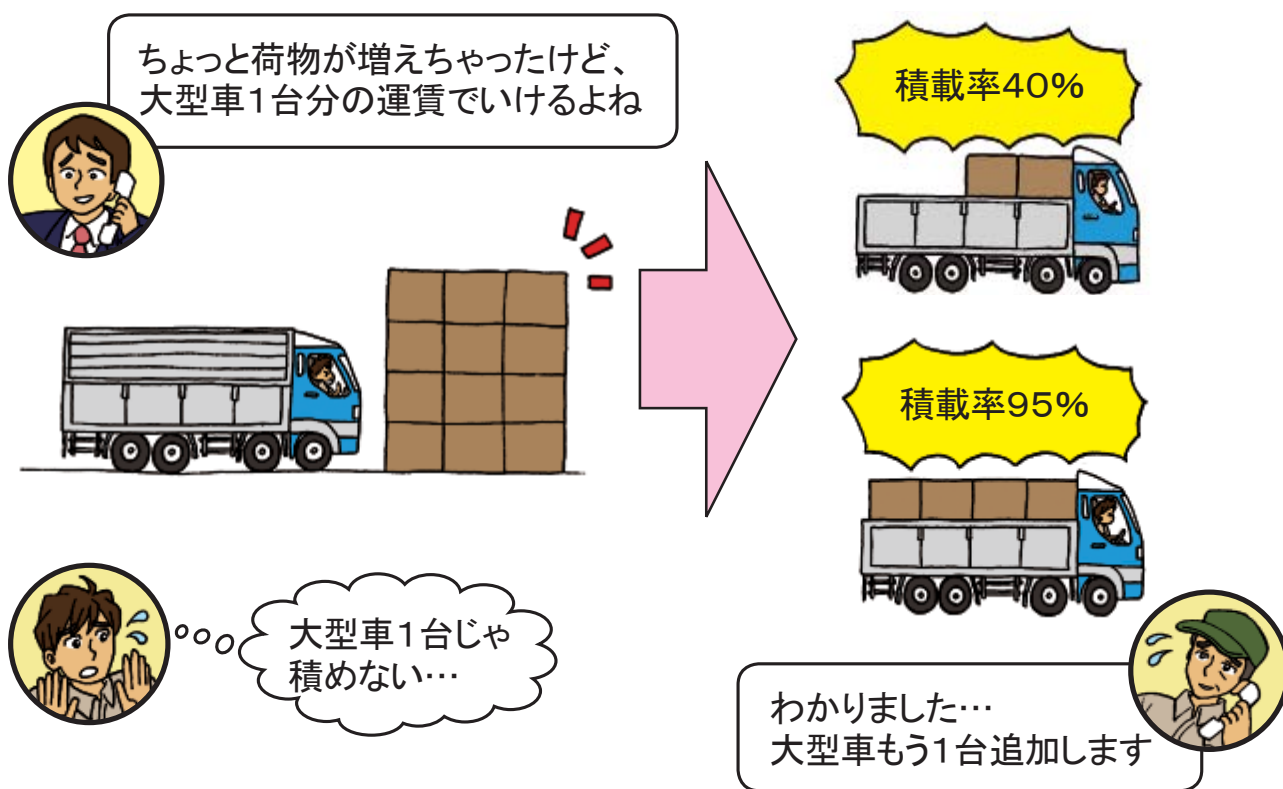 ちょっと荷物が増えちゃったけど、
大型車１台分の運賃でいけるよね
積載率40%
積載率95%
大型車１台じゃ
積めない…
わかりました…
大型車もう１台追加します